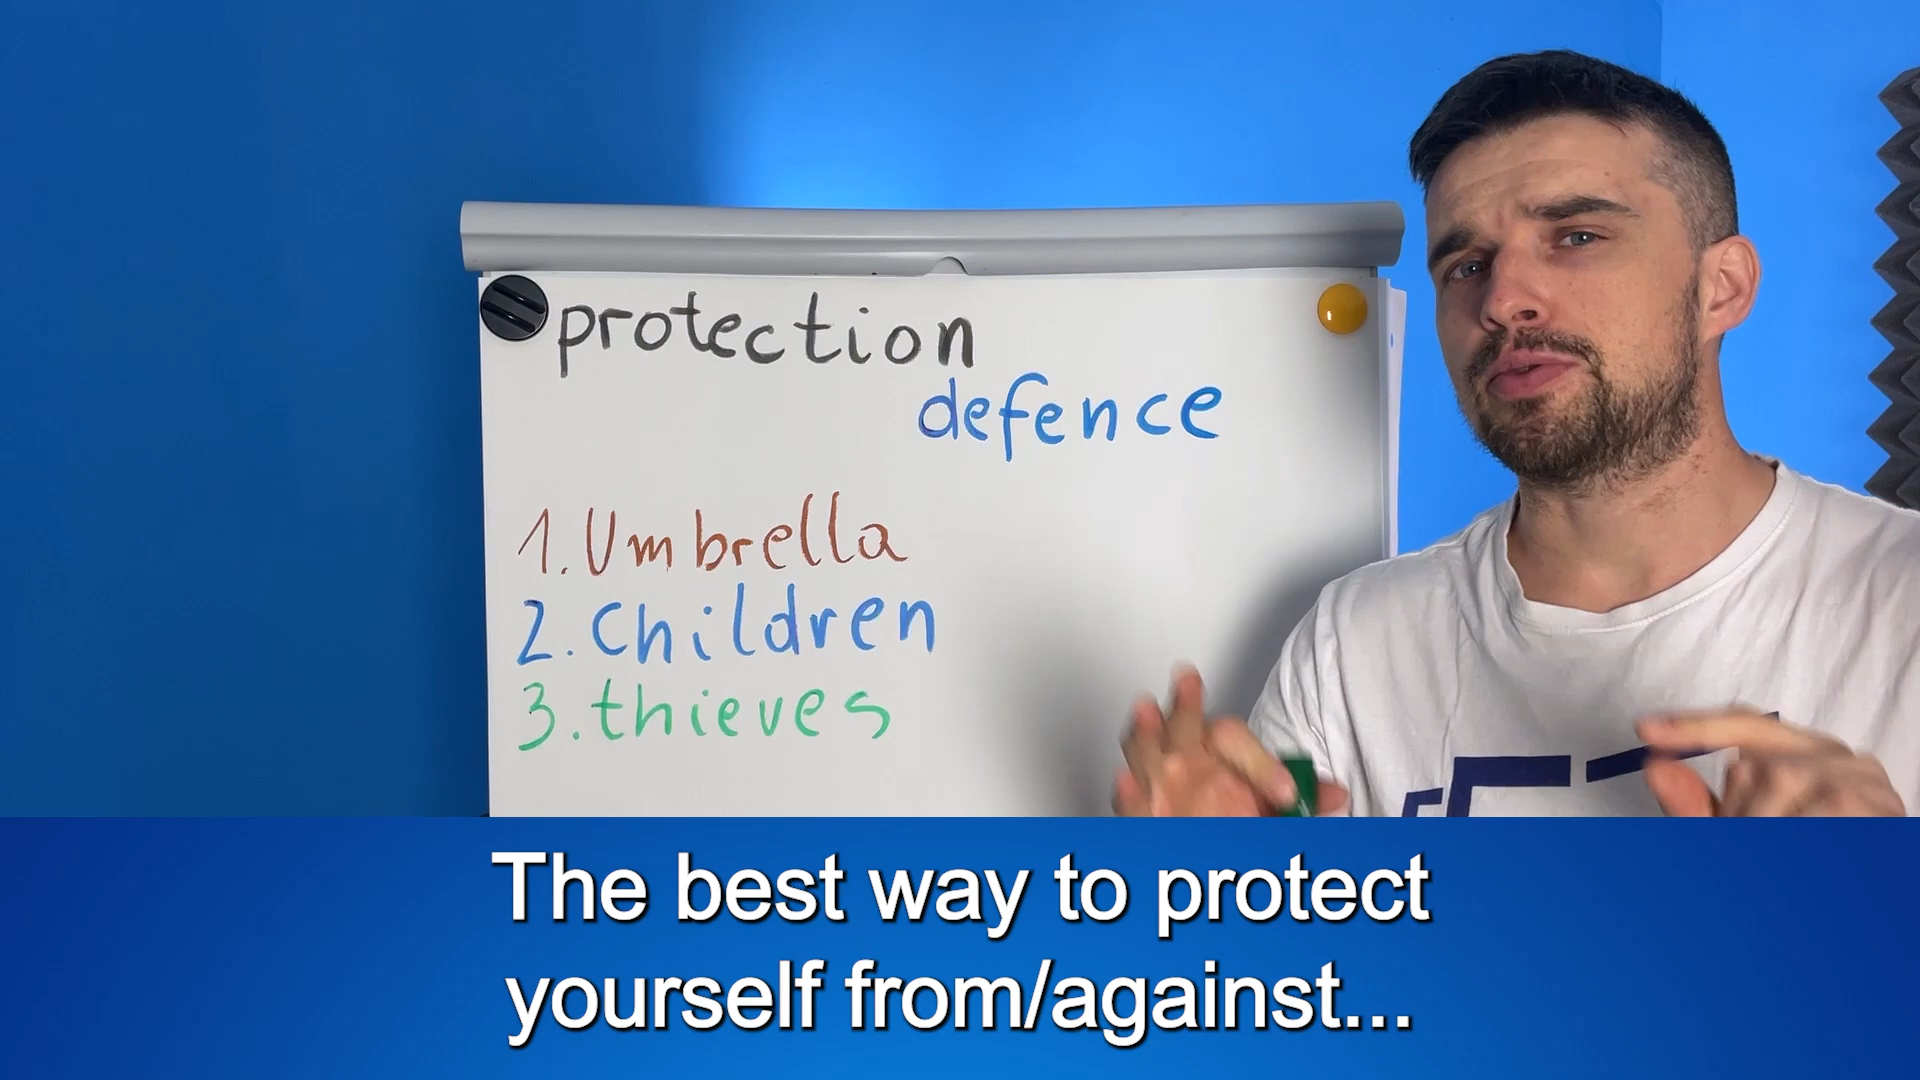 protection
defence
1. Umbrella
2. Children
3. thieves
The best way to protect
yourself from/against...